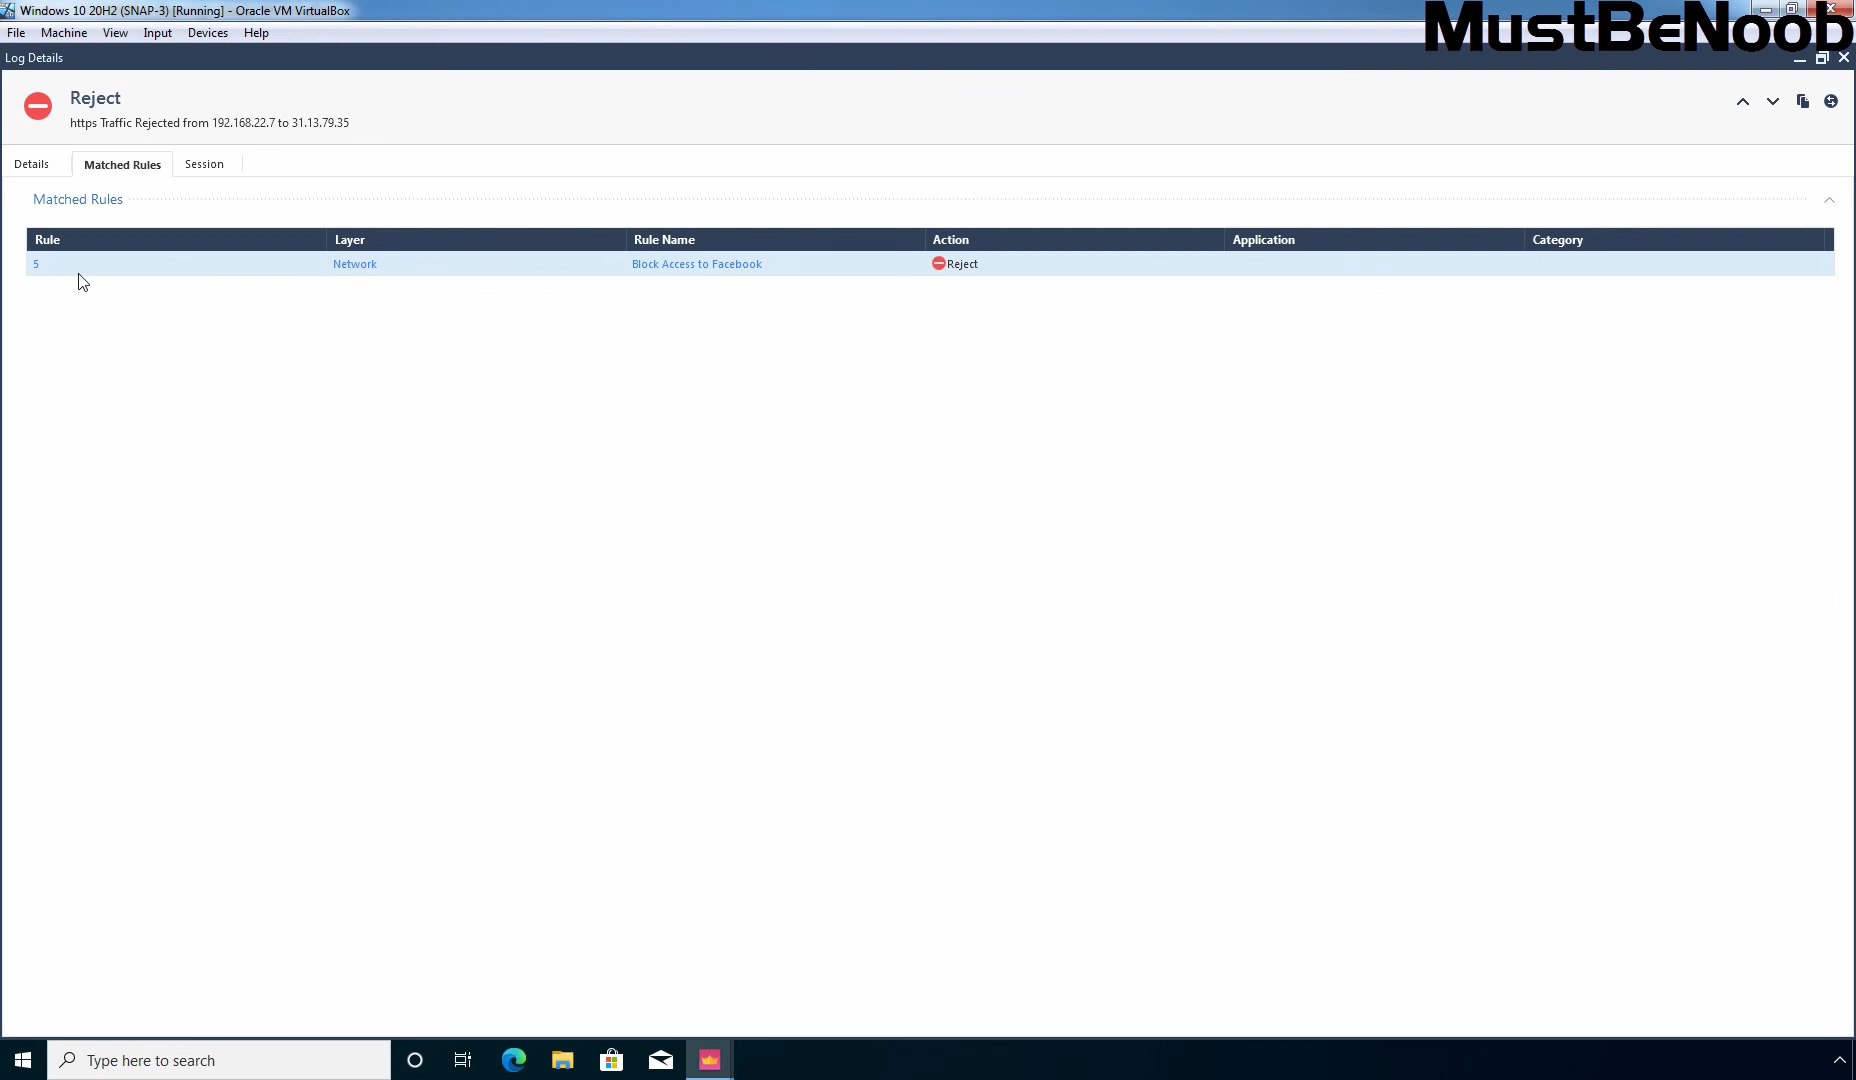 Windows 10 20H2 (SNAP-3) [Running] - Oracle VM VirtualBox
MustBeNoob
File Machine View Input Devices Help
Log Details
Reject
https Traffic Rejected from 192.168.22.7 to 31.13.79.35
Details Matched Rules Session
Matched Rules
Rule Layer Rule Name Action Application Category
5 Network Block Access to Facebook Reject
Type here to search